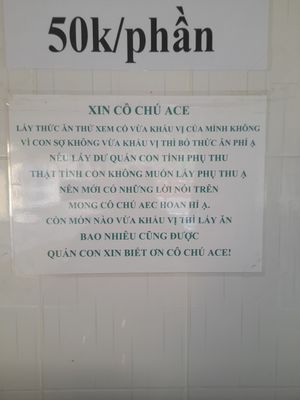 50k/phần
XIN CÔ CHÚ ACE
LẤY THỨC ĂN THỬ XEM CÓ VỪA KHẨU VỊ CỦA MÌNH KHÔNG
VÌ CON SỢ KHÔNG VỪA KHẨU VỊ THÌ BỎ THỨC ĂN PHÍ Ạ
NẾU LẤY DƯ QUÁN CON TÍNH PHỤ THU
THẬT TÌNH CON KHÔNG MUỐN LẤY PHỤ THU Ạ
NÊN MỚI CÓ NHỮNG LỜI NÓI TRÊN
MONG CÔ CHÚ AEC HOAN HỈ Ạ.
CÒN MÓN NÀO VỪA KHẨU VỊ THÌ LẤY ĂN
BAO NHIÊU CŨNG ĐƯỢC
QUÁN CON XIN BIẾT ƠN CÔ CHÚ ACE!